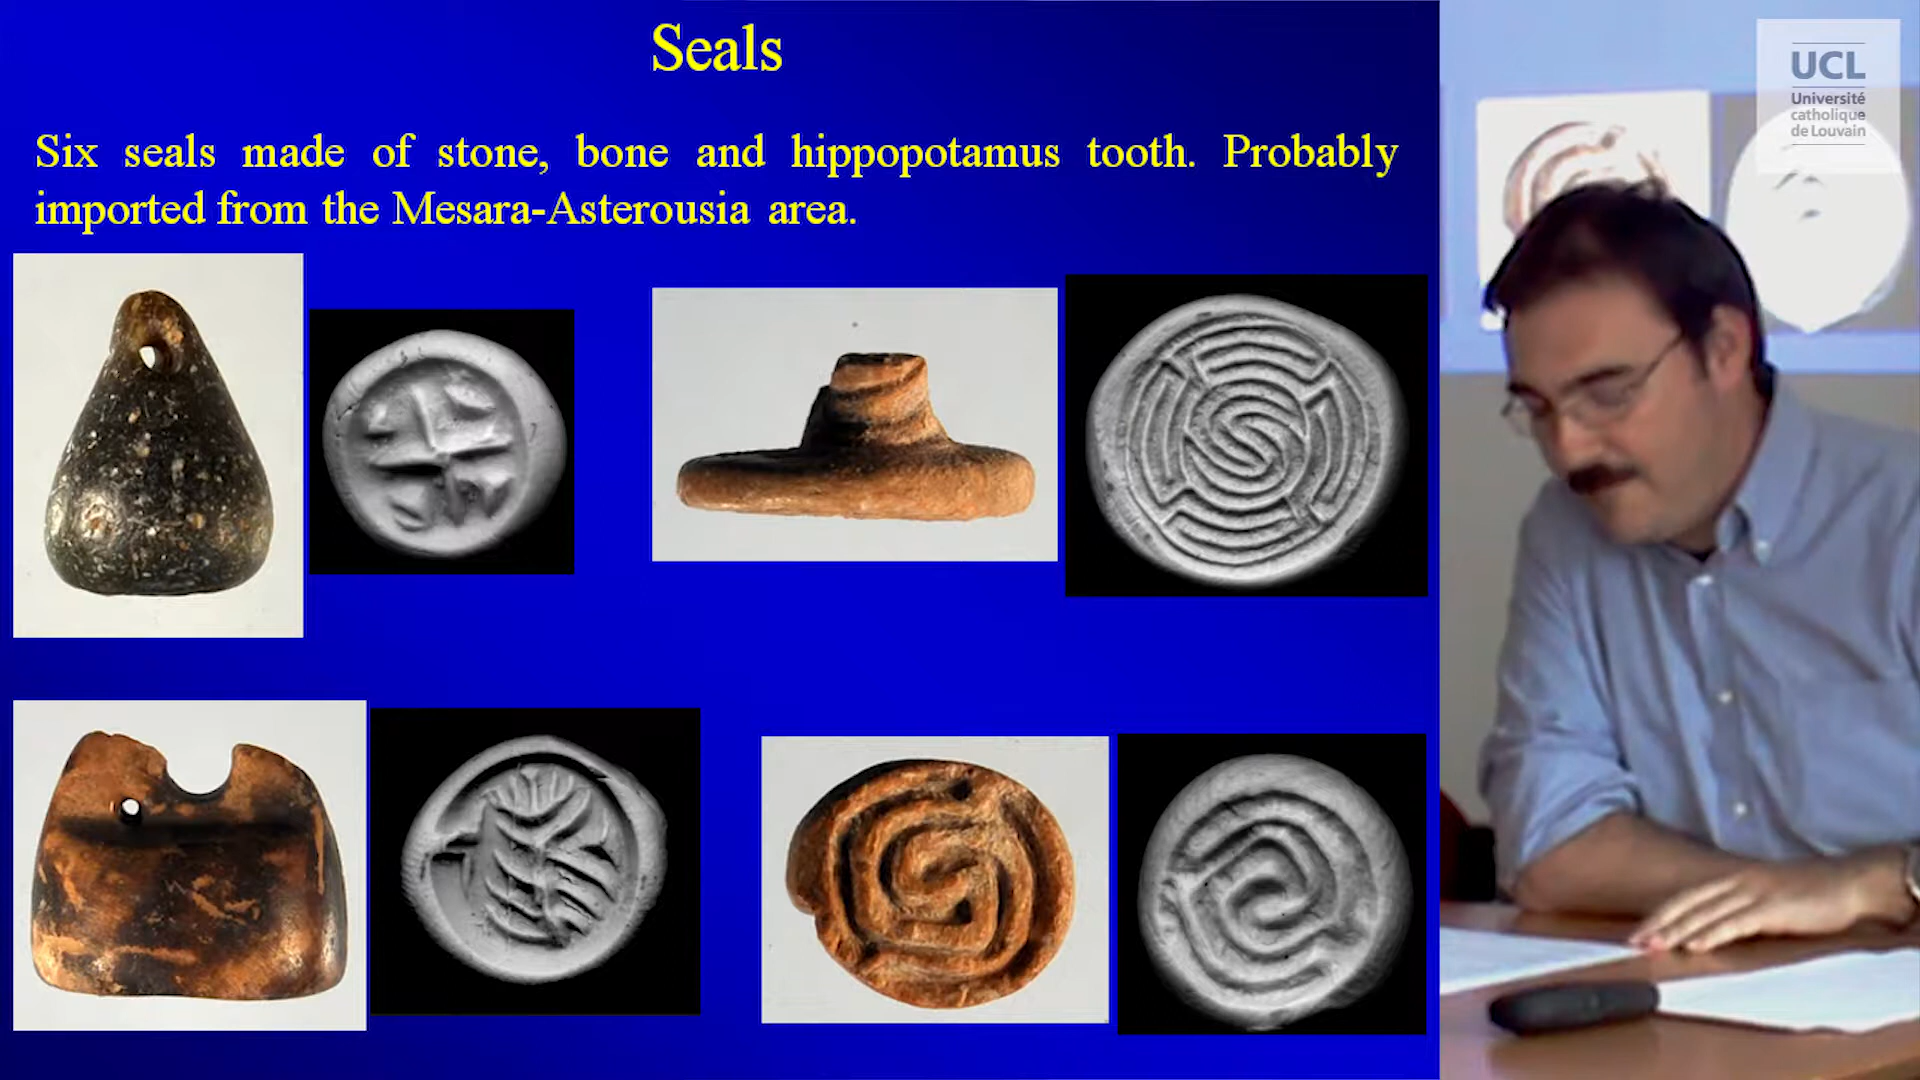 Seals
Six seals made of stone, bone and hippopotamus tooth. Probably
imported from the Mesara-Asterousia area.
UCL
Université
catholique
de Louvain